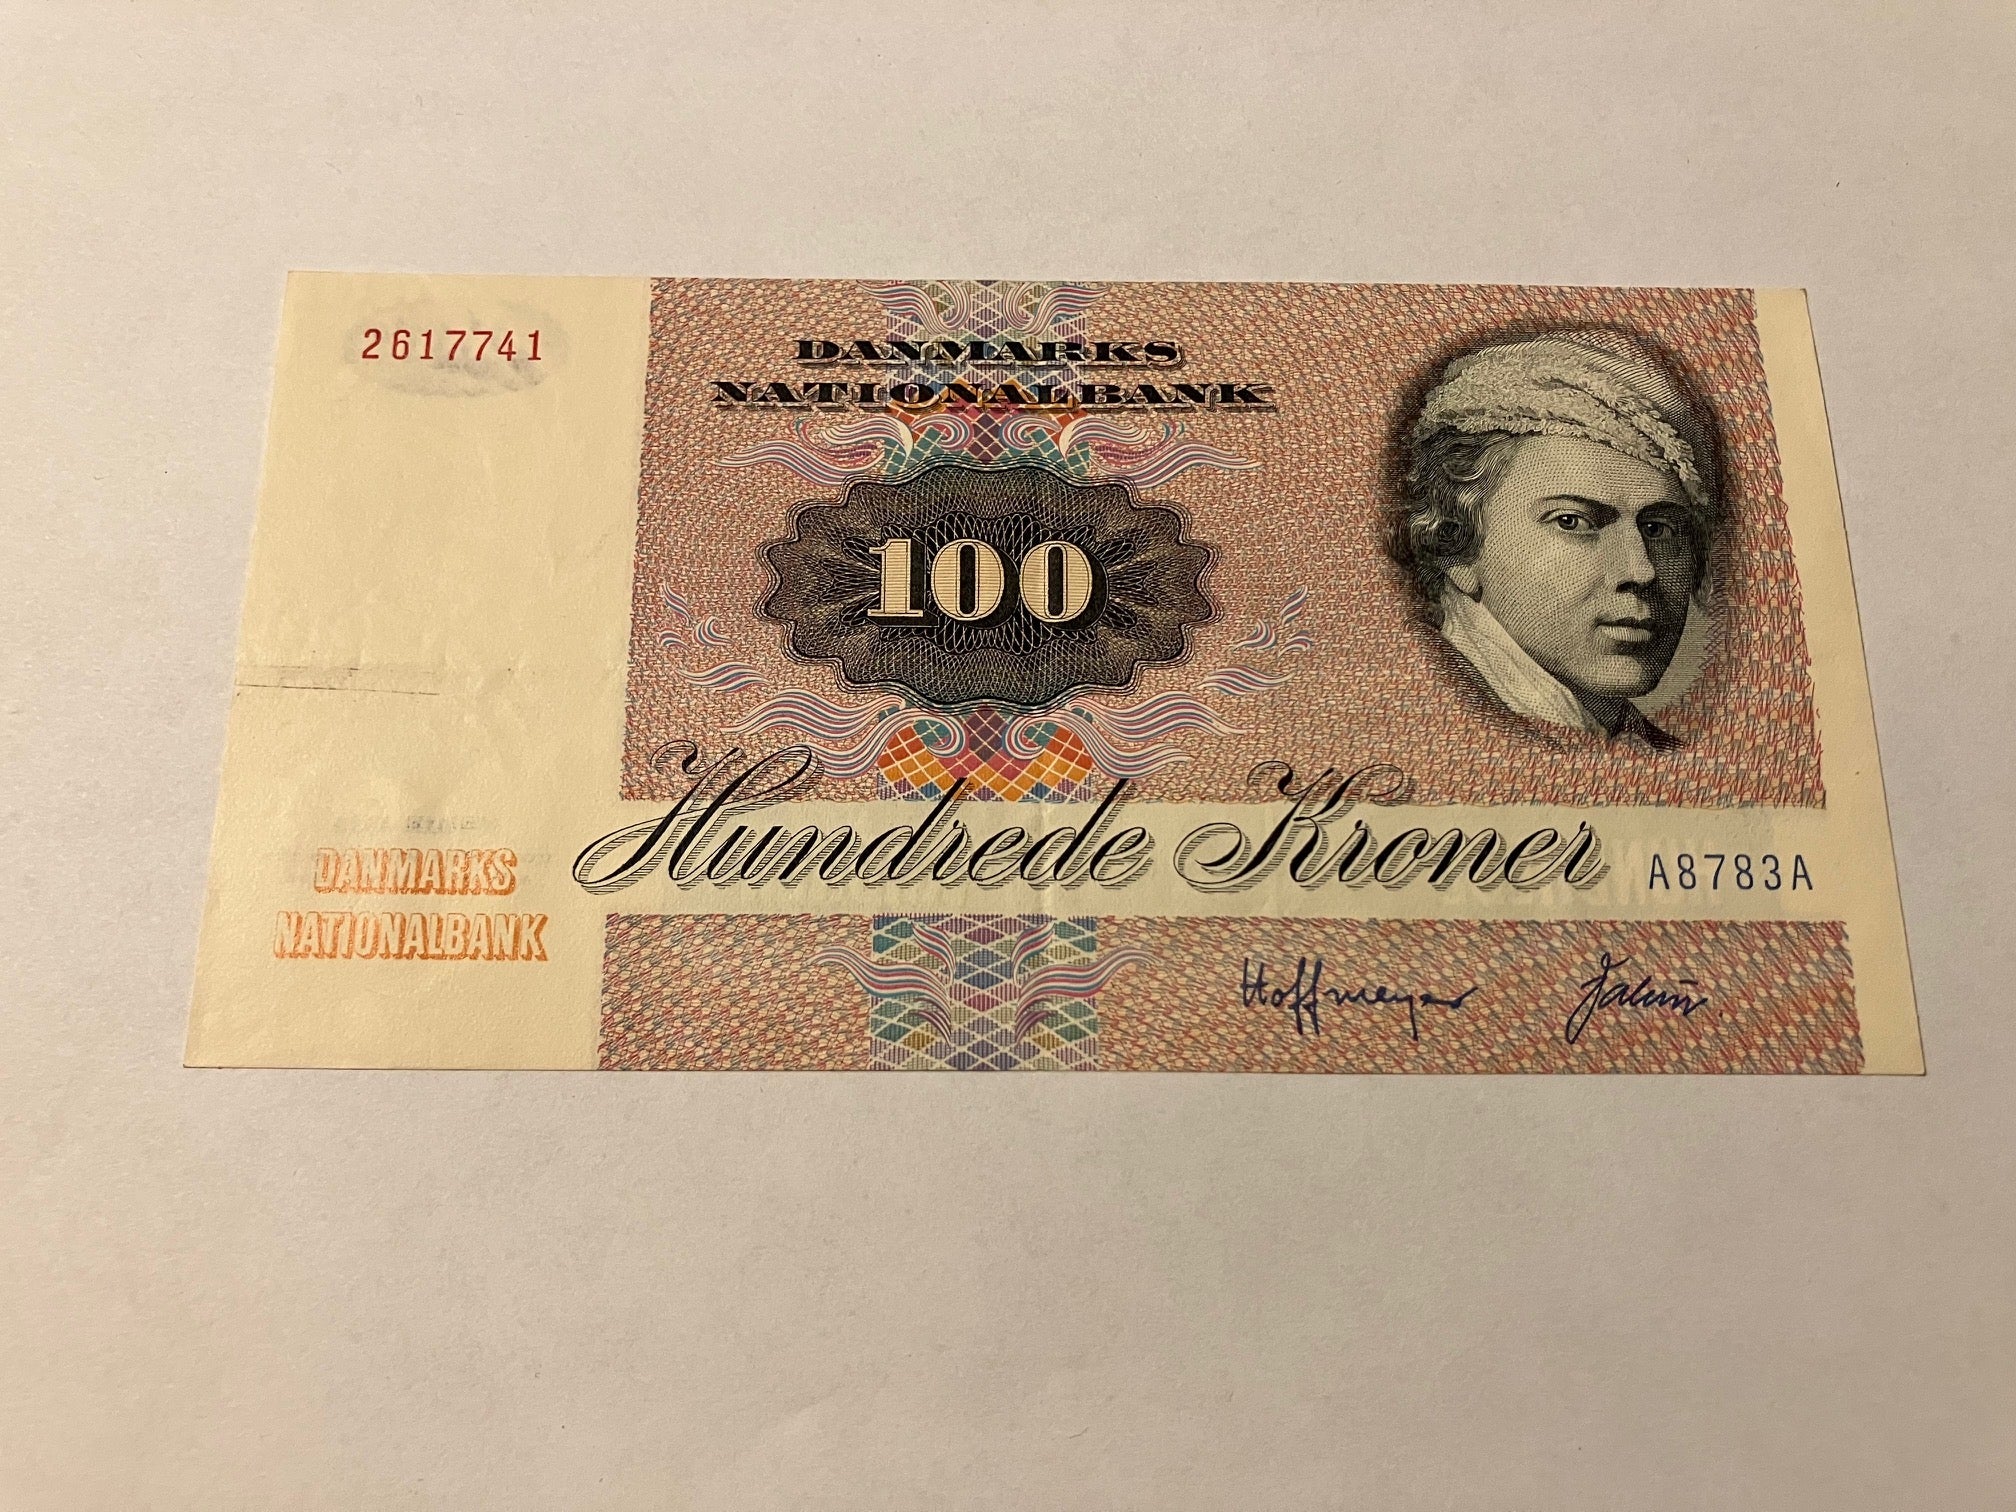 2617741
DANMARKS
NATIONALBANK
100
Hundrede Kroner
A8783A
DANMARKS
NATIONALBANK
Hoffmeyer